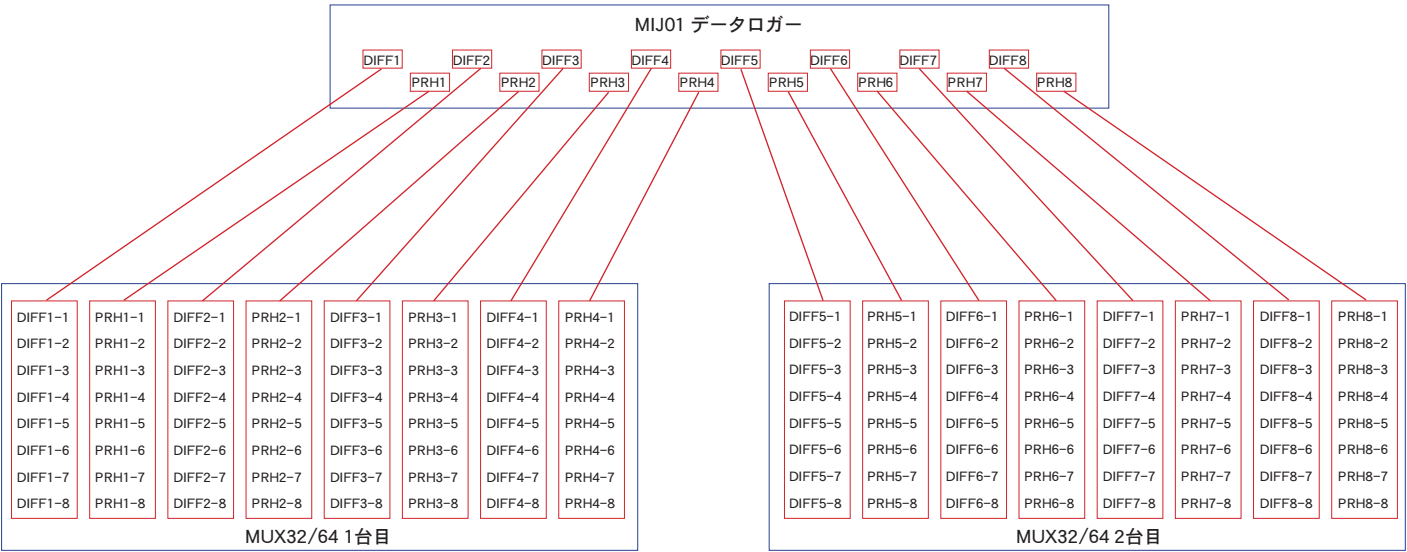 MIJ01 データロガー
DIFF1 DIFF2 DIFF3 DIFF4 DIFF5 DIFF6 DIFF7 DIFF8
PRH1 PRH2 PRH3 PRH4 PRH5 PRH6 PRH7 PRH8
DIFF1-1 PRH1-1 DIFF2-1 PRH2-1 DIFF3-1 PRH3-1 DIFF4-1 PRH4-1
DIFF1-2 PRH1-2 DIFF2-2 PRH2-2 DIFF3-2 PRH3-2 DIFF4-2 PRH4-2
DIFF1-3 PRH1-3 DIFF2-3 PRH2-3 DIFF3-3 PRH3-3 DIFF4-3 PRH4-3
DIFF1-4 PRH1-4 DIFF2-4 PRH2-4 DIFF3-4 PRH3-4 DIFF4-4 PRH4-4
DIFF1-5 PRH1-5 DIFF2-5 PRH2-5 DIFF3-5 PRH3-5 DIFF4-5 PRH4-5
DIFF1-6 PRH1-6 DIFF2-6 PRH2-6 DIFF3-6 PRH3-6 DIFF4-6 PRH4-6
DIFF1-7 PRH1-7 DIFF2-7 PRH2-7 DIFF3-7 PRH3-7 DIFF4-7 PRH4-7
DIFF1-8 PRH1-8 DIFF2-8 PRH2-8 DIFF3-8 PRH3-8 DIFF4-8 PRH4-8
MUX32/64 1台目
DIFF5-1 PRH5-1 DIFF6-1 PRH6-1 DIFF7-1 PRH7-1 DIFF8-1 PRH8-1
DIFF5-2 PRH5-2 DIFF6-2 PRH6-2 DIFF7-2 PRH7-2 DIFF8-2 PRH8-2
DIFF5-3 PRH5-3 DIFF6-3 PRH6-3 DIFF7-3 PRH7-3 DIFF8-3 PRH8-3
DIFF5-4 PRH5-4 DIFF6-4 PRH6-4 DIFF7-4 PRH7-4 DIFF8-4 PRH8-4
DIFF5-5 PRH5-5 DIFF6-5 PRH6-5 DIFF7-5 PRH7-5 DIFF8-5 PRH8-5
DIFF5-6 PRH5-6 DIFF6-6 PRH6-6 DIFF7-6 PRH7-6 DIFF8-6 PRH8-6
DIFF5-7 PRH5-7 DIFF6-7 PRH6-7 DIFF7-7 PRH7-7 DIFF8-7 PRH8-7
DIFF5-8 PRH5-8 DIFF6-8 PRH6-8 DIFF7-8 PRH7-8 DIFF8-8 PRH8-8
MUX32/64 2台目